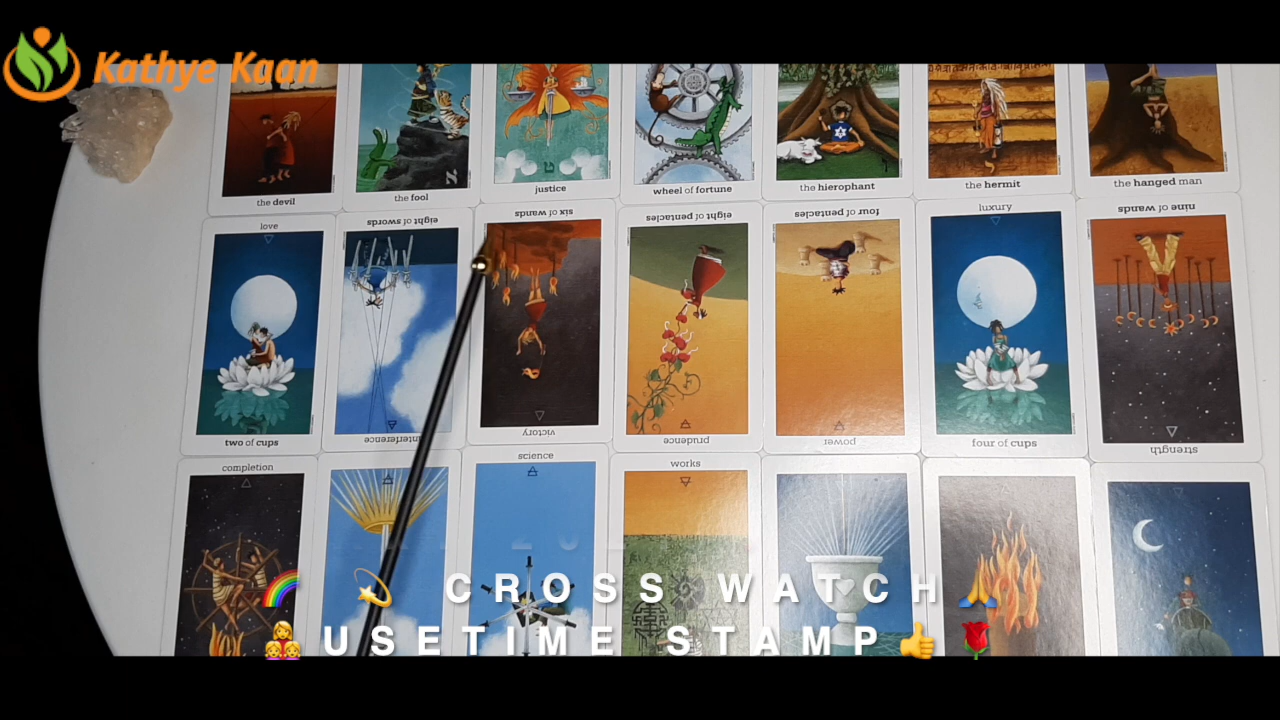 Kathye Kaan
the devil
the fool
justice
wheel of fortune
the hierophant
the hermit
the hanged man
love
eight of swords
six of wands
eight of pentacles
four of pentacles
luxury
nine of wands
two of cups
interference
victory
prudence
power
four of cups
strength
completion
science
works
CROSS WATCH
USETIME STAMP